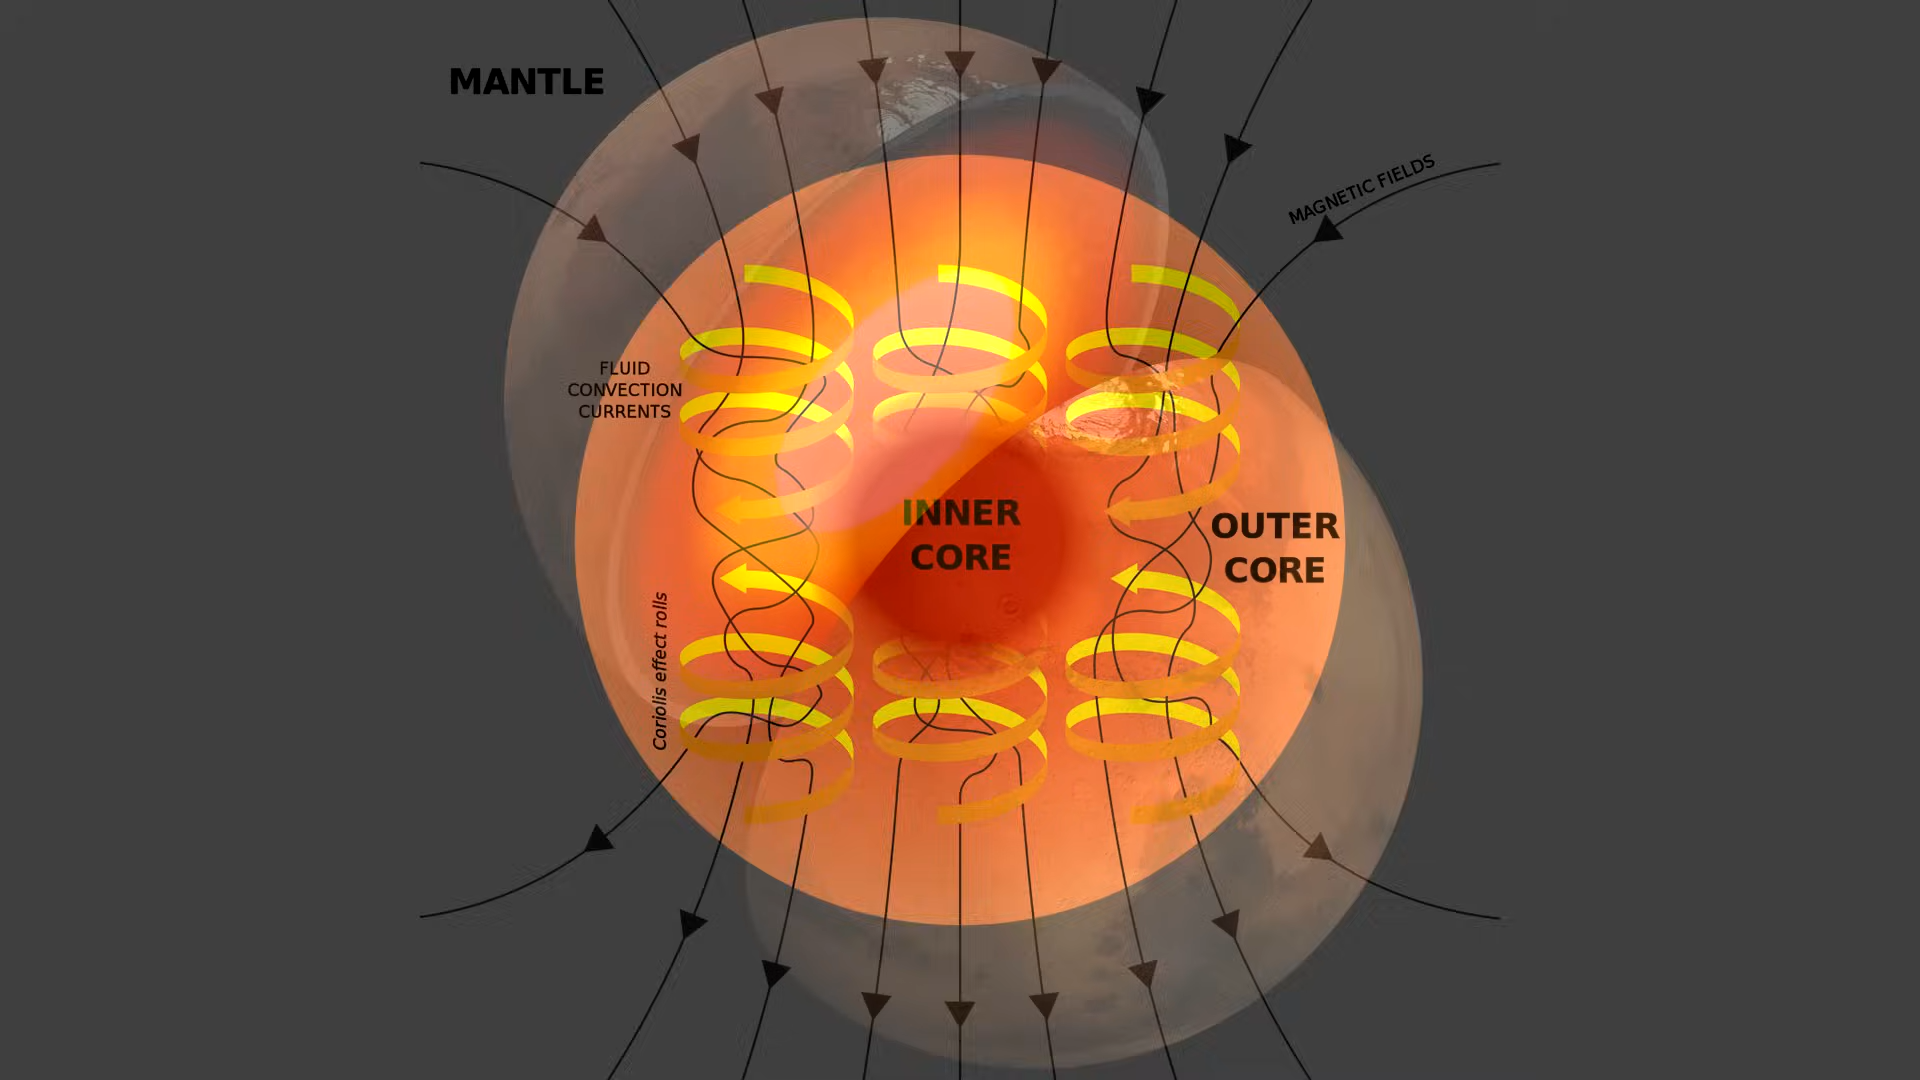 MANTLE
MAGNETIC FIELDS
FLUID
CONVECTION
CURRENTS
INNER
CORE
OUTER
CORE
Coriolis effect rolls